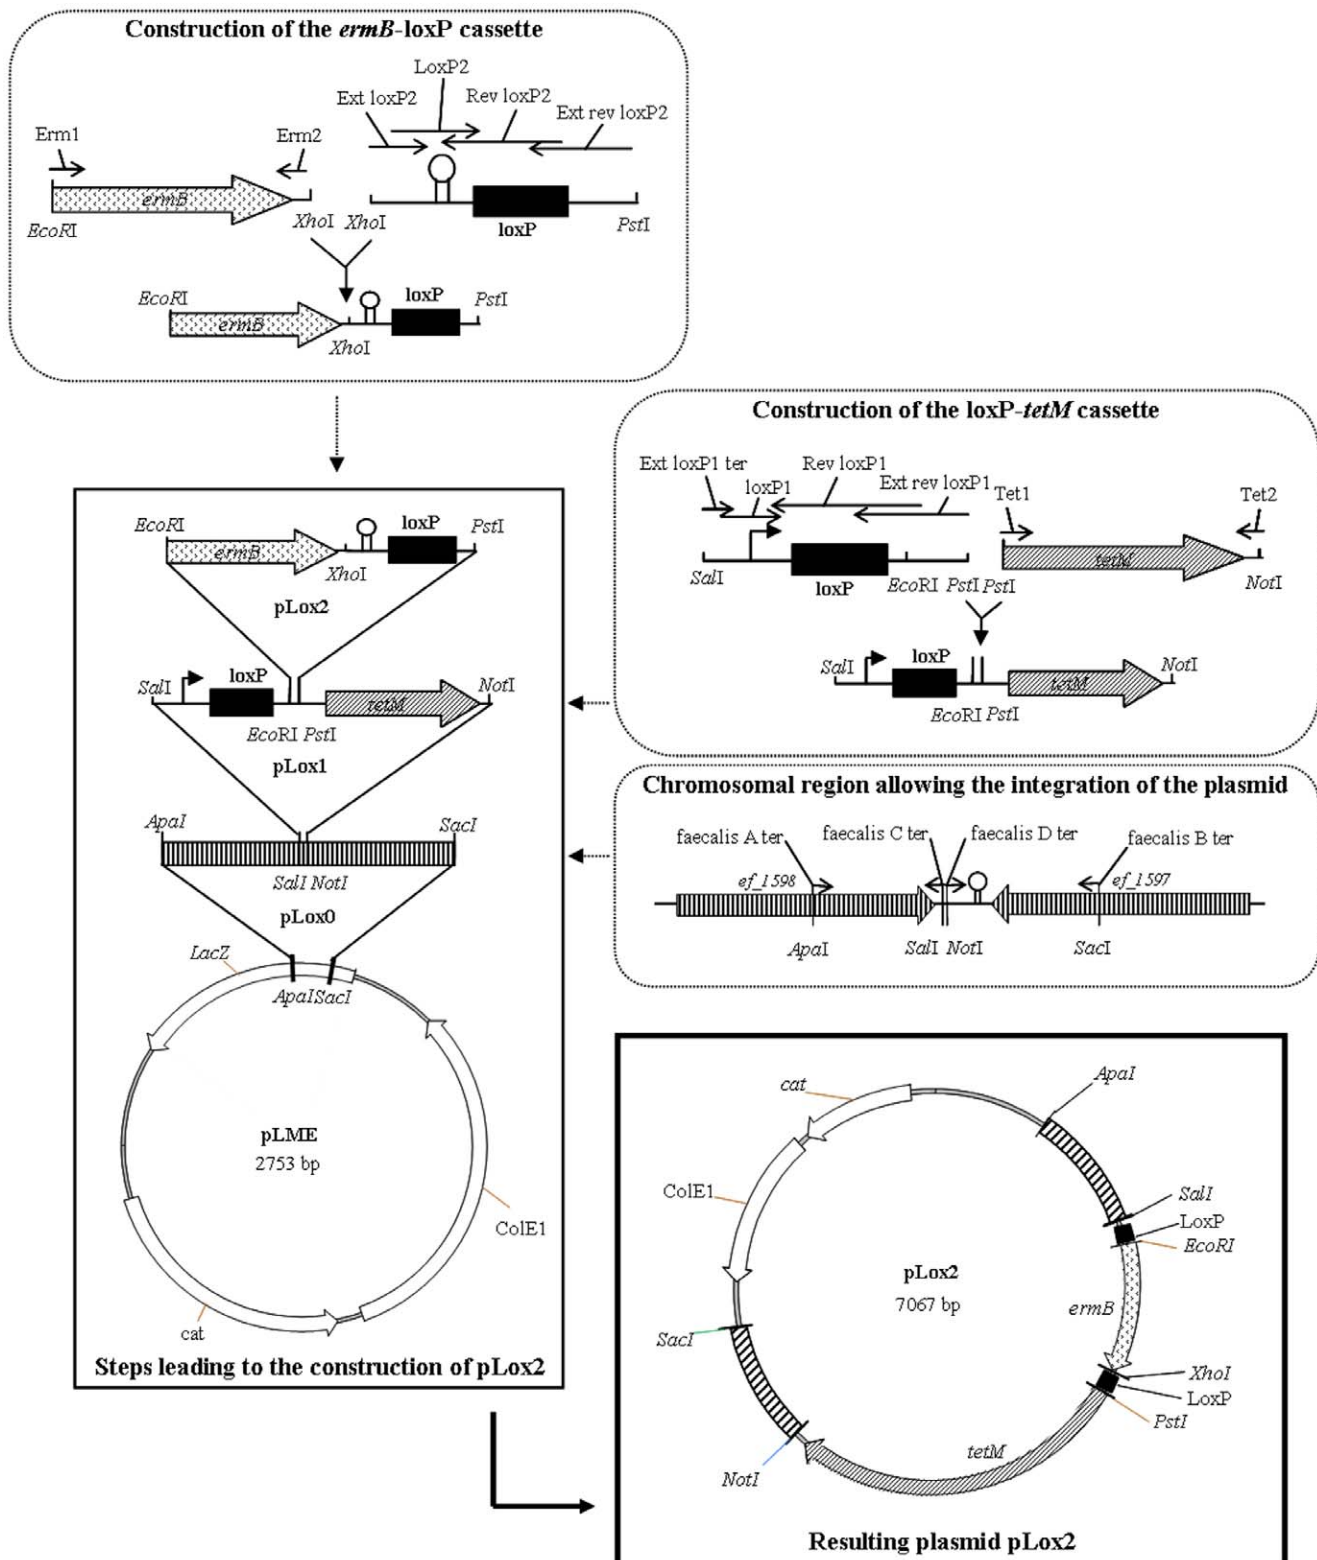 Construction of the ermB-loxP cassette
LoxP2
Ext loxP2
Rev loxP2
Ext rev loxP2
Erm1
Erm2
ermB
EcoRI
XhoI
XhoI
loxP
PstI
EcoRI
loxP
PstI
ermB
XhoI
Construction of the loxP-tetM cassette
Ext loxP1 ter
Rev loxP1
loxP1
Ext rev loxP1
Tet1
Tet2
tetM
SalI
loxP
EcoRI
PstI
PstI
NotI
SalI
loxP
NotI
tetM
EcoRI
PstI
EcoRI
loxP
PstI
ermB
XhoI
pLox2
SalI
loxP
NotI
tetM
EcoRI
PstI
pLox1
ApaI
SacI
SalI
NotI
pLox0
LacZ
ApaI
SacI
pLME
2753 bp
ColE1
cat
Steps leading to the construction of pLox2
Chromosomal region allowing the integration of the plasmid
faecalis A ter
faecalis C ter
faecalis D ter
faecalis B ter
ef_1598
ef_1597
ApaI
SalI
NotI
SacI
ApaI
cat
ColE1
SalI
LoxP
EcoRI
pLox2
7067 bp
ermB
SacI
XhoI
LoxP
PstI
tetM
NotI
Resulting plasmid pLox2